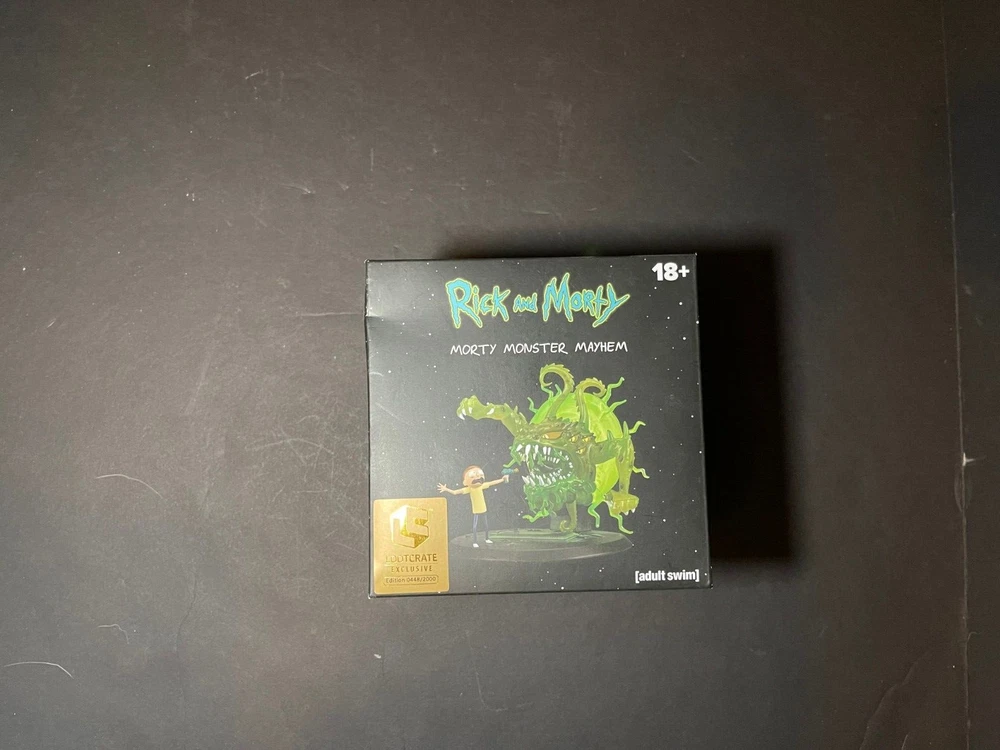 18+
Rick and Morty
MORTY MONSTER MAYHEM
LOOTCRATE
EXCLUSIVE
Edition 0448/2000
[adult swim]